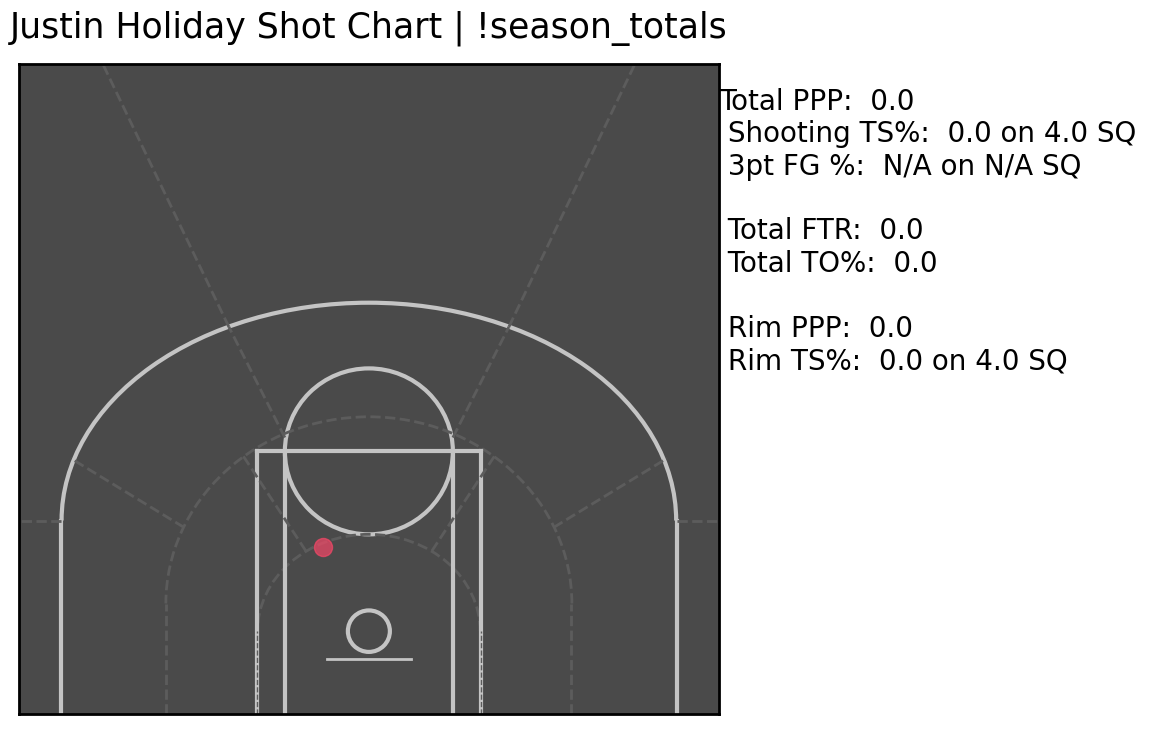 Justin Holiday Shot Chart | !season_totals
Total PPP:  0.0
Shooting TS%:  0.0 on 4.0 SQ
3pt FG %:  N/A on N/A SQ
Total FTR:  0.0
Total TO%:  0.0
Rim PPP:  0.0
Rim TS%:  0.0 on 4.0 SQ